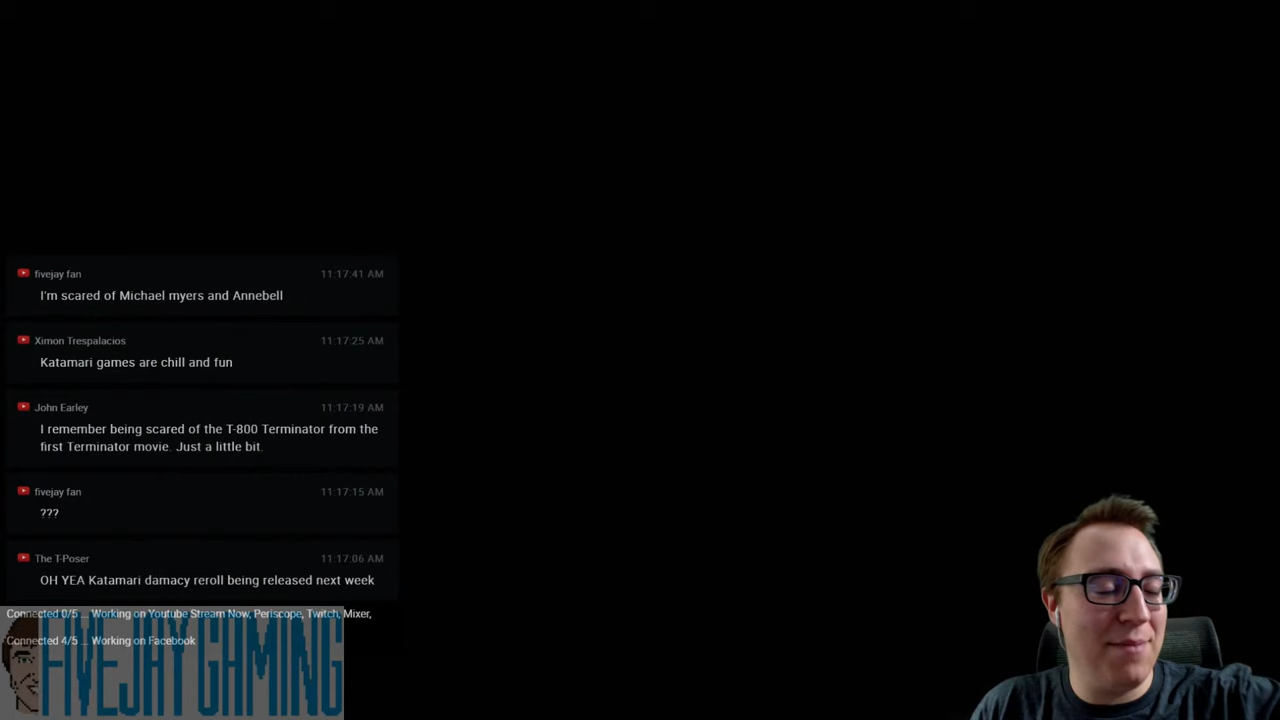 fivejay fan 11:17:41 AM
I'm scared of Michael myers and Annebell
Ximon Trespalacios 11:17:25 AM
Katamari games are chill and fun
John Earley 11:17:19 AM
I remember being scared of the T-800 Terminator from the
first Terminator movie. Just a little bit.
fivejay fan 11:17:15 AM
???
The T-Poser 11:17:06 AM
OH YEA Katamari damacy reroll being released next week
Connected 0/5 ... Working on Youtube Stream Now, Periscope, Twitch, Mixer,
Connected 4/5 ... Working on Facebook
FIVEJAY GAMING